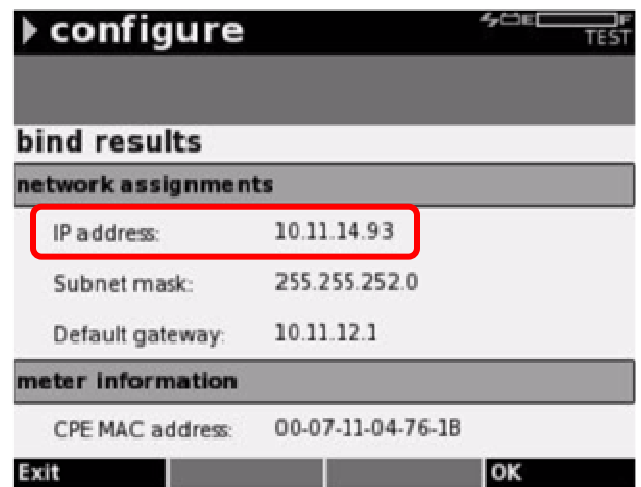 configure
E F
TEST
bind results
network assignments
IP address: 10.11.14.93
Subnet mask: 255.255.252.0
Default gateway: 10.11.12.1
meter information
CPE MAC address: 00-07-11-04-76-1B
Exit OK